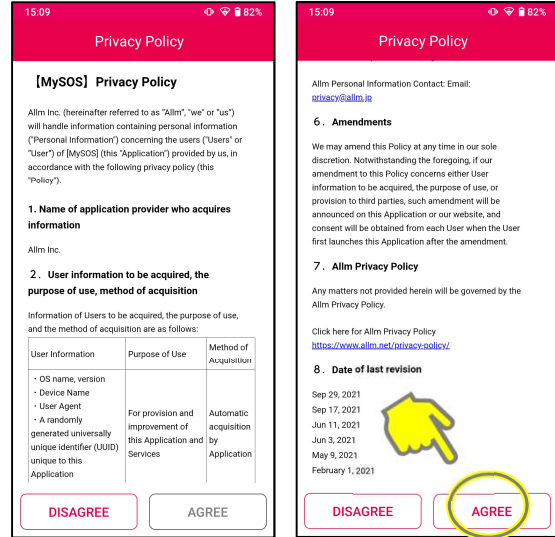 15:09
82%
Privacy Policy
【MySOS】 Privacy Policy
Allm Inc. (hereinafter referred to as “Allm”, “we” or “us”)
will handle information containing personal information
("Personal Information") concerning the users ("Users" or
"User") of [MySOS] (this "Application") provided by us, in
accordance with the following privacy policy (this
"Policy").
1. Name of application provider who acquires
information
Allm Inc.
２．User information to be acquired, the
purpose of use, method of acquisition
Information of Users to be acquired, the purpose of use,
and the method of acquisition are as follows:
User Information
Purpose of Use
Method of
Acquisition
・OS name, version
・Device Name
・User Agent
・A randomly
generated universally
unique identifier (UUID)
unique to this
Application
For provision and
improvement of
this Application and
Services
Automatic
acquisition
by
Application
DISAGREE
AGREE
15:09
82%
Privacy Policy
Allm Personal Information Contact: Email:
privacy@allm.jp
６．Amendments
We may amend this Policy at any time in our sole
discretion. Notwithstanding the foregoing, if our
amendment to this Policy concerns either User
information to be acquired, the purpose of use, or
provision to third parties, such amendment will be
announced on this Application or our website, and
consent will be obtained from each User when the User
first launches this Application after the amendment.
７．Allm Privacy Policy
Any matters not provided herein will be governed by the
Allm Privacy Policy.
Click here for Allm Privacy Policy
https://www.allm.net/privacy-policy/
８．Date of last revision
Sep 29, 2021
Sep 17, 2021
Jun 11, 2021
Jun 3, 2021
May 9, 2021
February 1, 2021
DISAGREE
AGREE